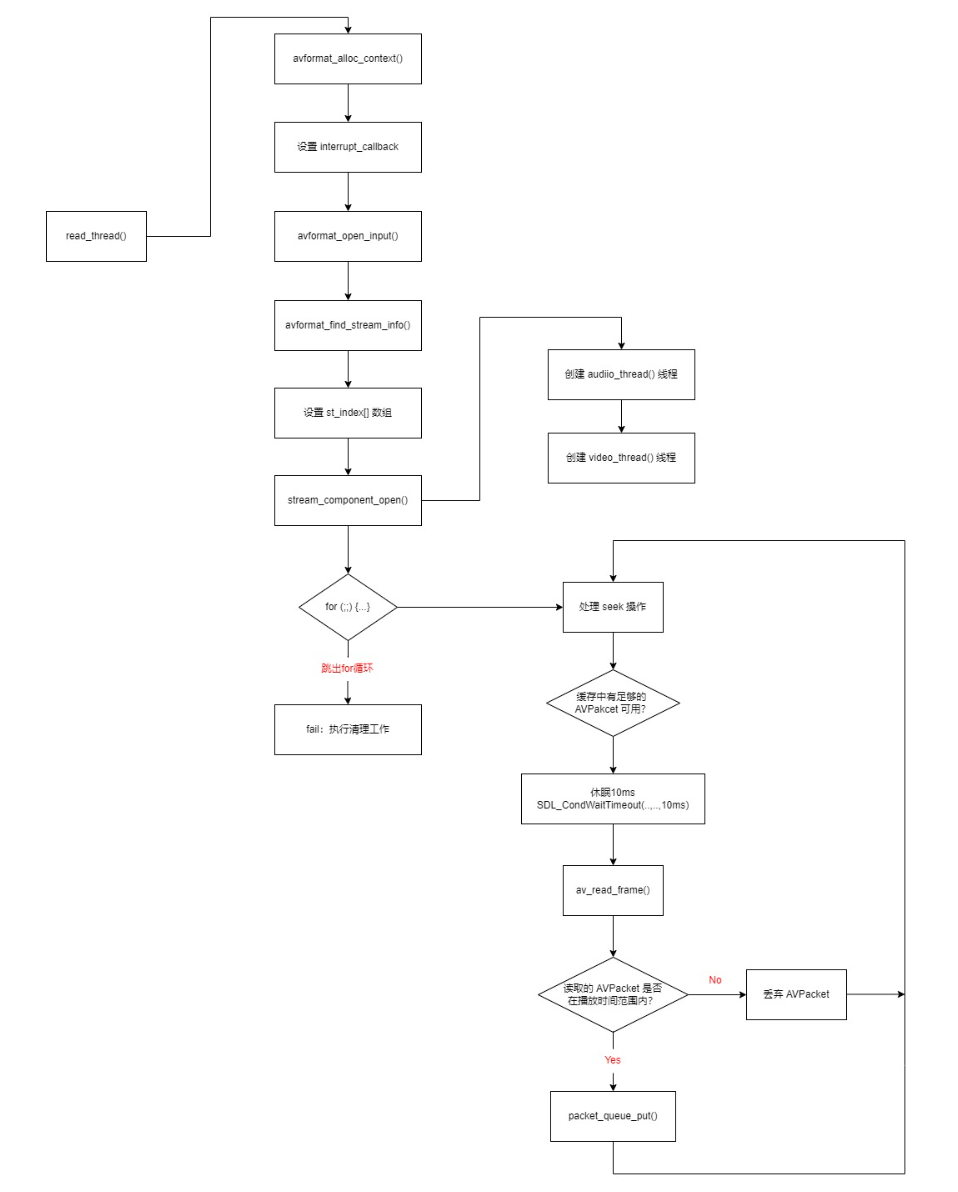 avformat_alloc_context()
设置 interrupt_callback
read_thread()
avformat_open_input()
avformat_find_stream_info()
创建 audiio_thread() 线程
设置 st_index[] 数组
创建 video_thread() 线程
stream_component_open()
for (;;) {...}
处理 seek 操作
跳出for循环
缓存中有足够的
AVPakcet 可用?
fail：执行清理工作
休眠10ms
SDL_CondWaitTimeout(..,..,10ms)
av_read_frame()
读取的 AVPacket 是否
在播放时间范围内?
No
丢弃 AVPacket
Yes
packet_queue_put()